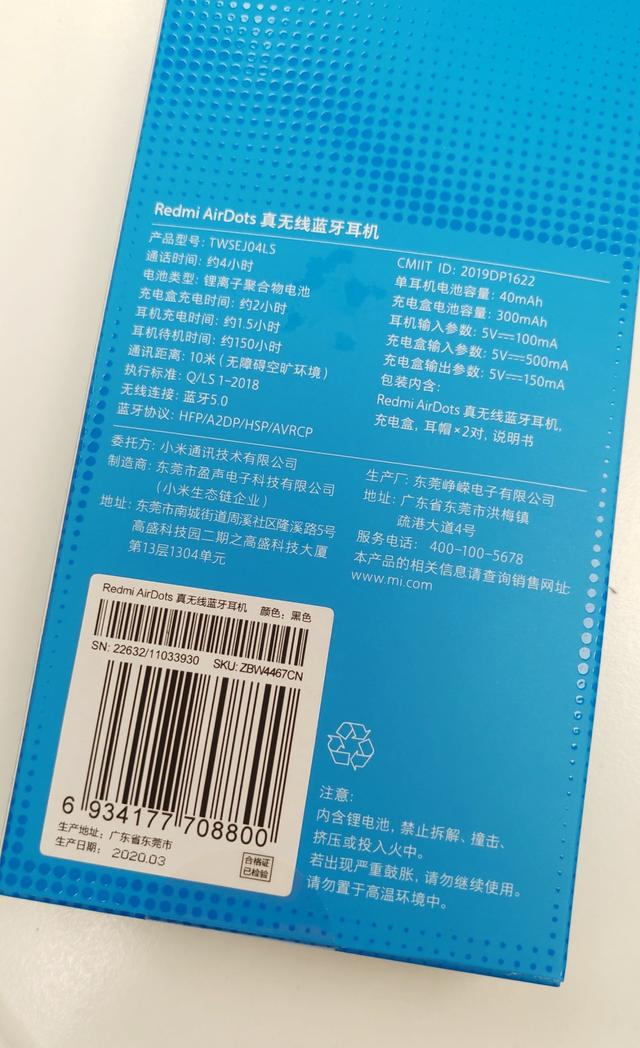 Redmi AirDots 真无线蓝牙耳机
产品型号: TWSEJ04LS
通话时间: 约4小时
电池类型: 锂离子聚合物电池
充电盒充电时间: 约2小时
耳机充电时间: 约1.5小时
耳机待机时间: 约150小时
通讯距离: 10米 (无障碍空旷环境)
执行标准: Q/LS 1-2018
无线连接: 蓝牙5.0
蓝牙协议: HFP/A2DP/HSP/AVRCP
CMIIT ID: 2019DP1622
单耳机电池容量: 40mAh
充电盒电池容量: 300mAh
耳机输入参数: 5V⎓100mA
充电盒输入参数: 5V⎓500mA
充电盒输出参数: 5V⎓150mA
包装内含:
Redmi AirDots 真无线蓝牙耳机,
充电盒, 耳帽×2对, 说明书
委托方: 小米通讯技术有限公司
制造商: 东莞市盈声电子科技有限公司
(小米生态链企业)
地址: 东莞市南城街道周溪社区隆溪路5号
高盛科技园二期之高盛科技大厦
第13层1304单元
生产厂: 东莞峥嵘电子有限公司
地址: 广东省东莞市洪梅镇
疏港大道4号
服务电话: 400-100-5678
本产品的相关信息请查询销售网址:
www.mi.com
Redmi AirDots 真无线蓝牙耳机 颜色: 黑色
SN: 22632/11033930 SKU: ZBW4467CN
6 934177 708800
生产地址: 广东省东莞市
生产日期: 2020.03
合格证
已检验
注意:
内含锂电池, 禁止拆解、撞击、
挤压或投入火中。
若出现严重鼓胀, 请勿继续使用。
请勿置于高温环境中。